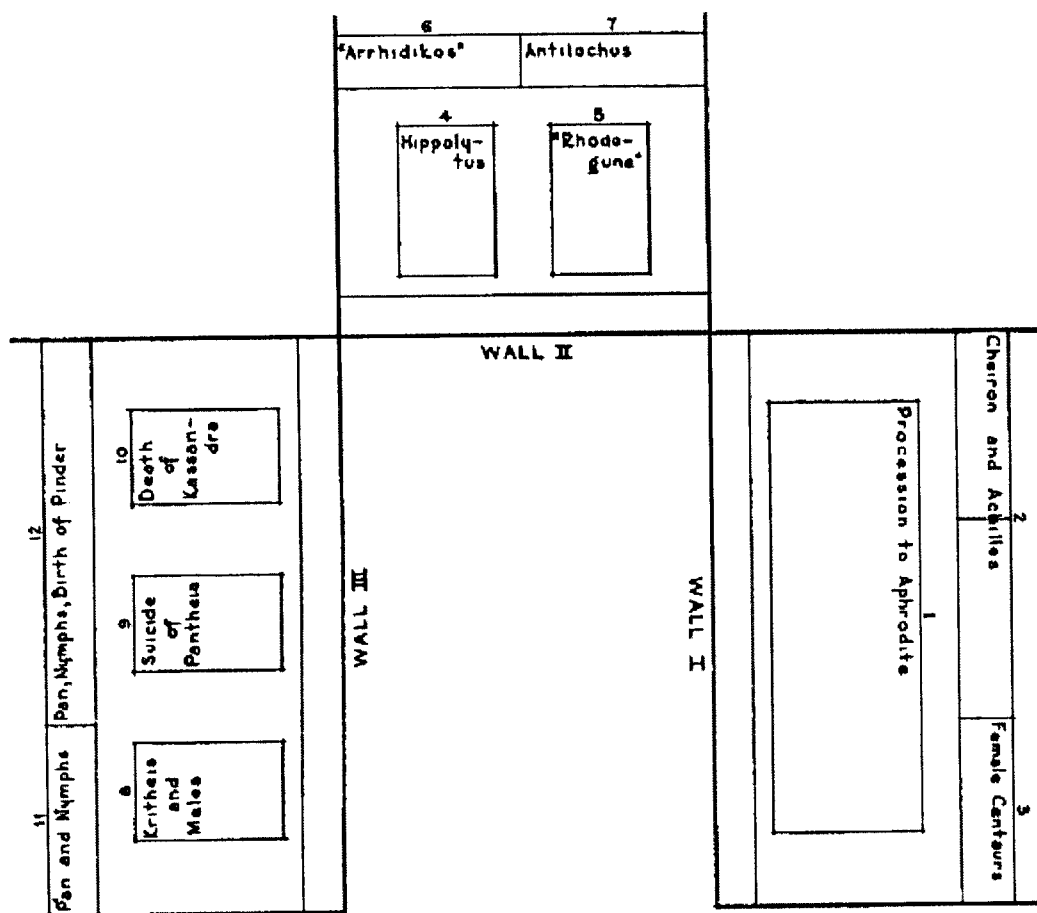 6
7
"Arrhidikos"
Antilochus
4
5
Hippoly-
tus
"Rhodo-
gune"
WALL II
WALL III
WALL I
Cheiron and Achilles
2
Female Centaurs
3
Procession to Aphrodite
1
10
Death
of
Kassan-
dra
9
Suicide
of
Pantheia
8
Kritheis
and
Males
12
Pan, Nymphs, Birth of Pinder
11
Pan and Nymphs